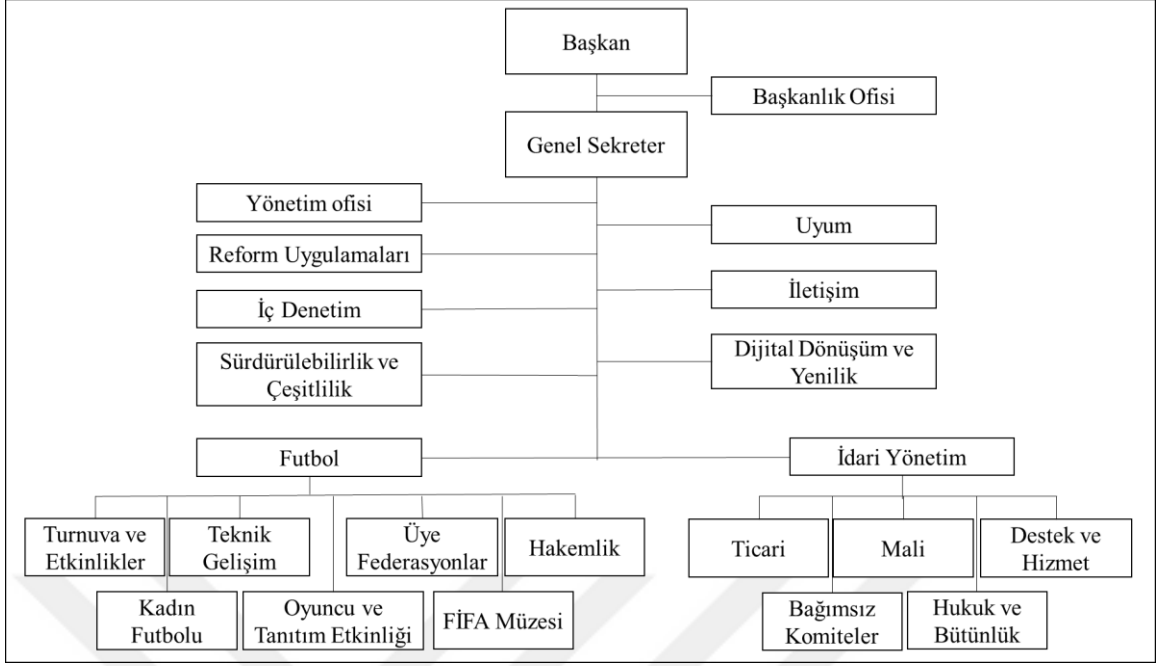 Başkan
Başkanlık Ofisi
Genel Sekreter
Yönetim ofisi
Uyum
Reform Uygulamaları
İletişim
İç Denetim
Sürdürülebilirlik ve
Çeşitlilik
Dijital Dönüşüm ve
Yenilik
Futbol
İdari Yönetim
Turnuva ve
Etkinlikler
Teknik
Gelişim
Üye
Federasyonlar
Hakemlik
Ticari
Mali
Destek ve
Hizmet
Kadın
Futbolu
Oyuncu ve
Tanıtım Etkinliği
FİFA Müzesi
Bağımsız
Komiteler
Hukuk ve
Bütünlük